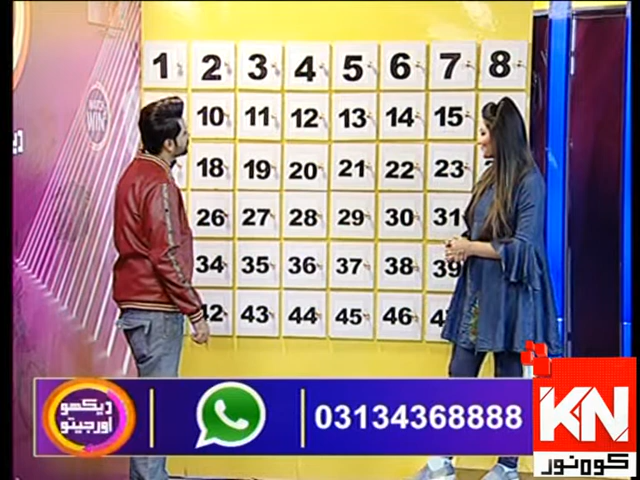 1 2 3 4 5 6 7 8
10 11 12 13 14 15
18 19 20 21 22 23
WIN
26 27 28 29 30 31
34 35 36 37 38 39
42 43 44 45 46
دیکھو
اور جیتو
03134368888
KN
کوہ نور